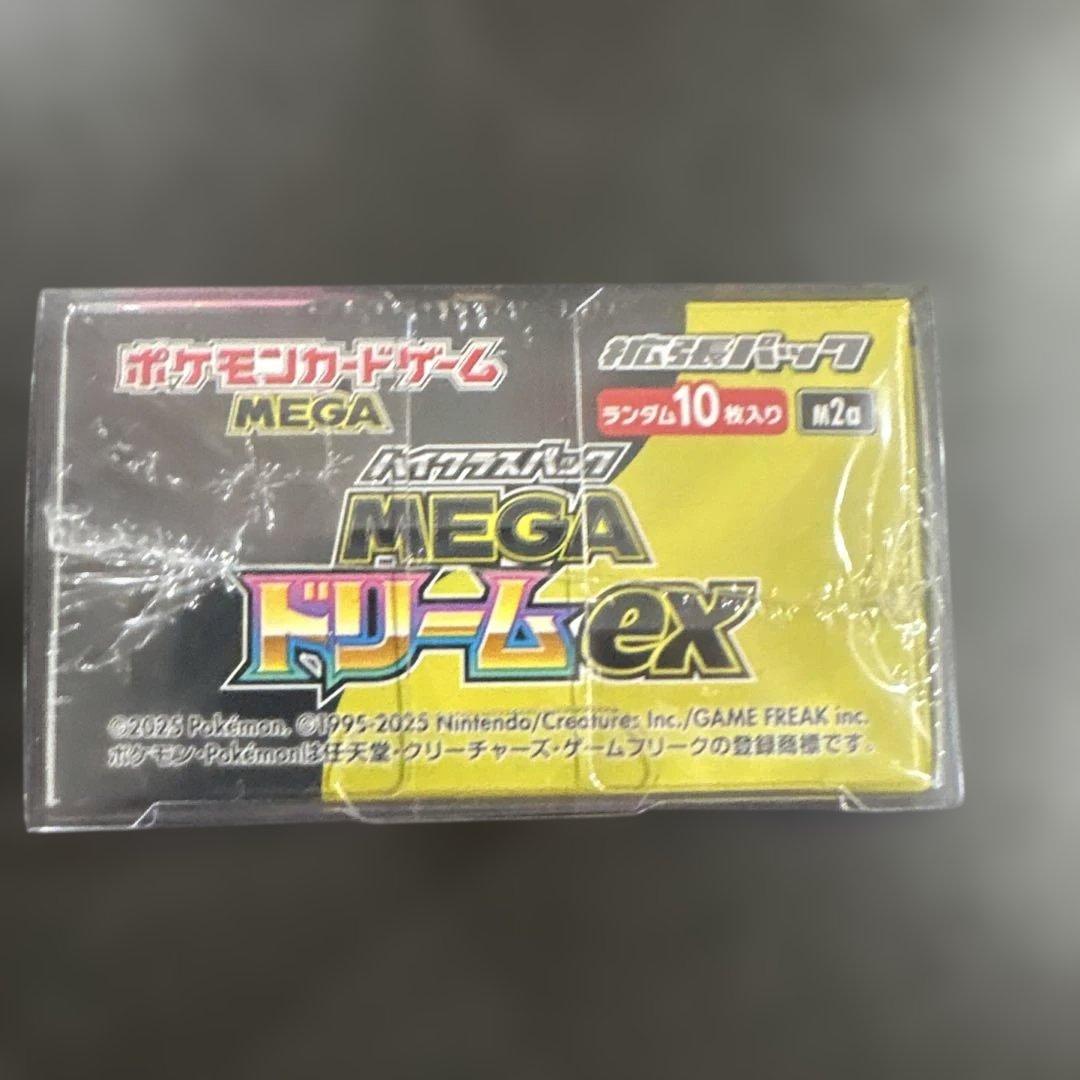 ポケモンカードゲーム
MEGA
拡張パック
ランダム10枚入り M2a
ハイクラスパック
MEGA
ドリームex
©2025 Pokémon. ©1995-2025 Nintendo/Creatures Inc./GAME FREAK inc.
ポケモン・Pokémonは任天堂・クリーチャーズ・ゲームフリークの登録商標です。